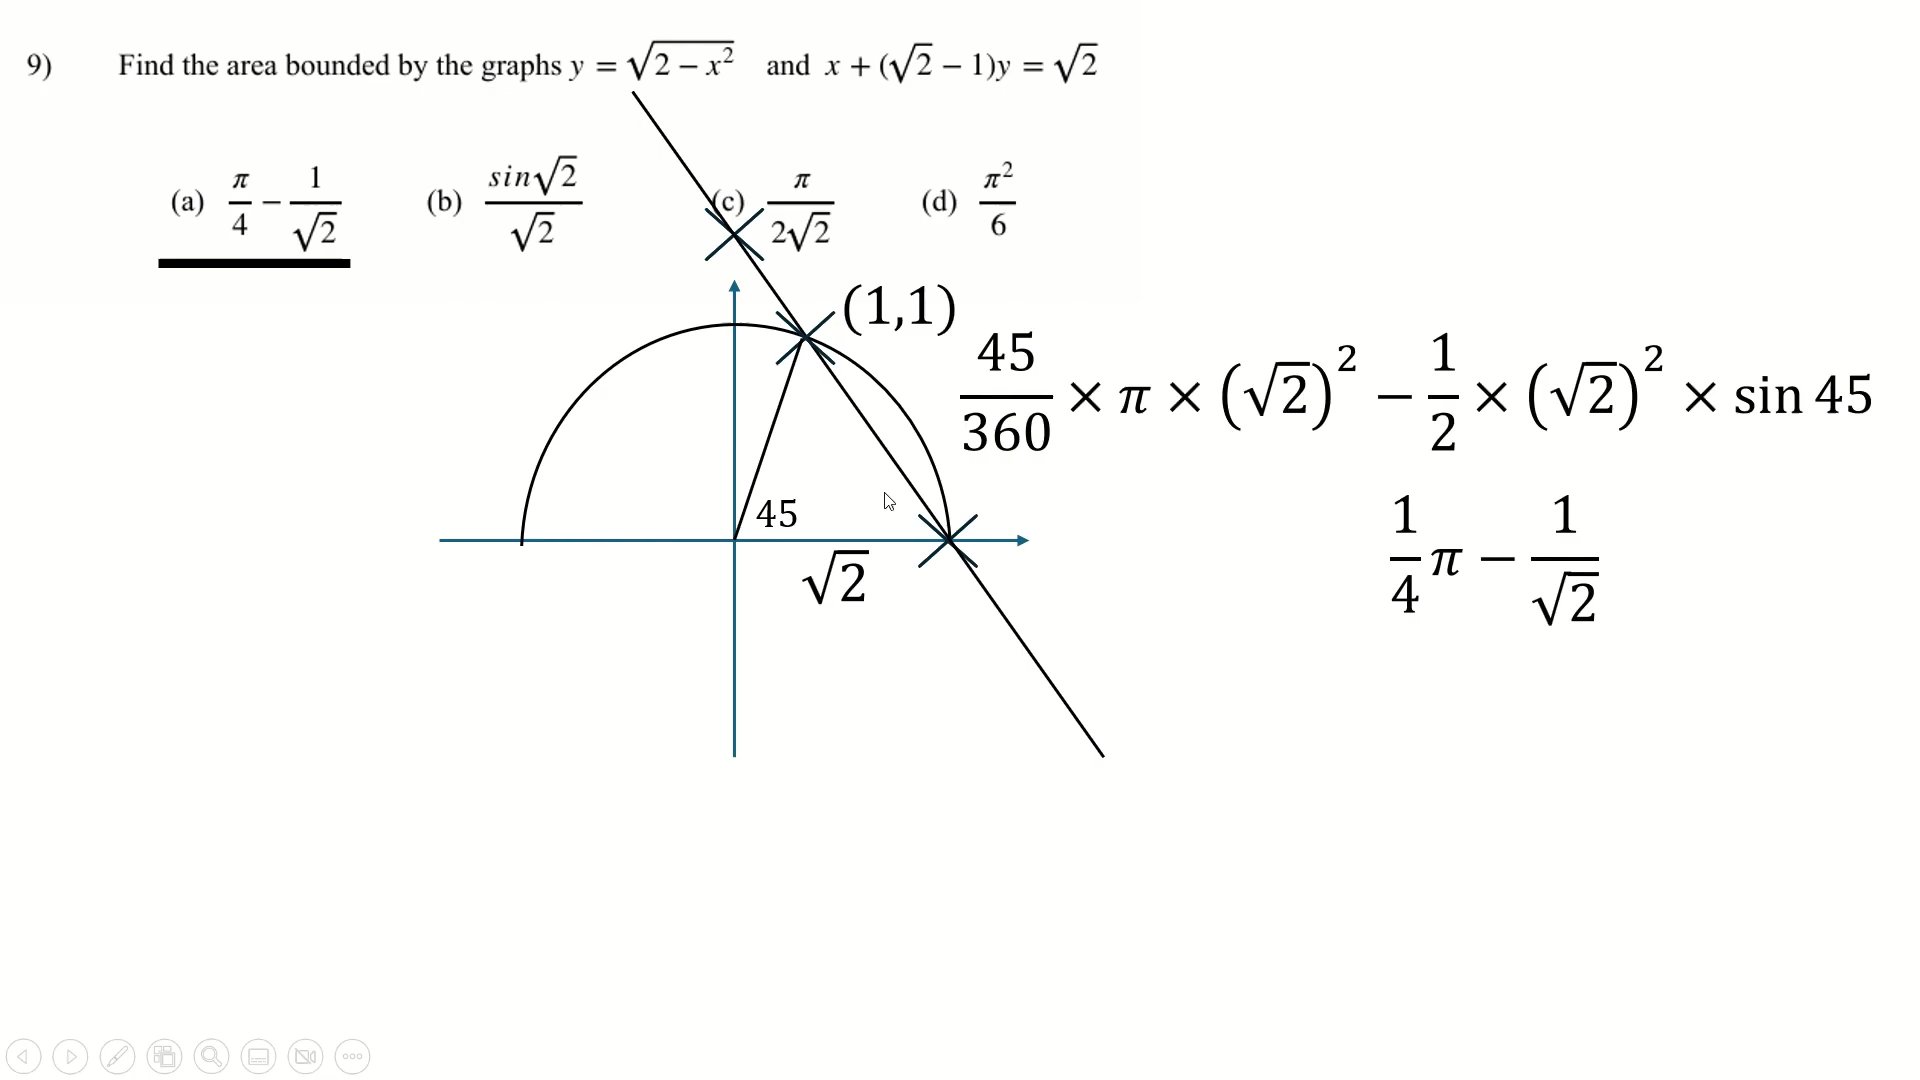 9) Find the area bounded by the graphs y = √(2 − x²) and x + (√2 − 1)y = √2
(a) π/4 − 1/√2 (b) sin√2/√2 (c) π/2√2 (d) π²/6
(1,1)
45/360 × π × (√2)² − 1/2 × (√2)² × sin 45
45
√2
1/4 π − 1/√2